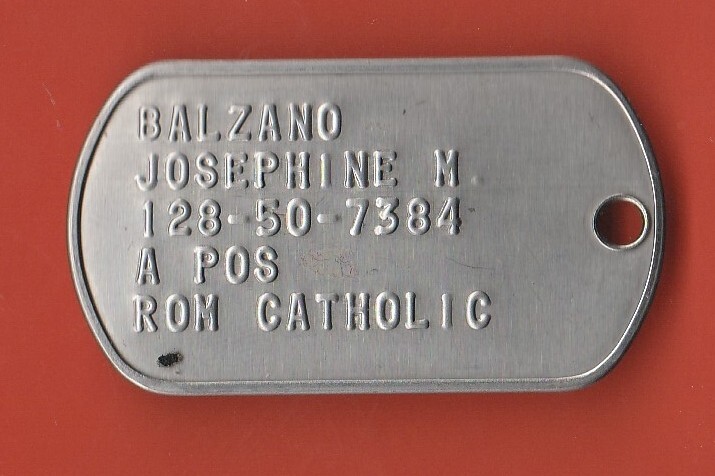 BALZANO
JOSEPHINE M.
128-50-7384
A POS
ROM CATHOLIC